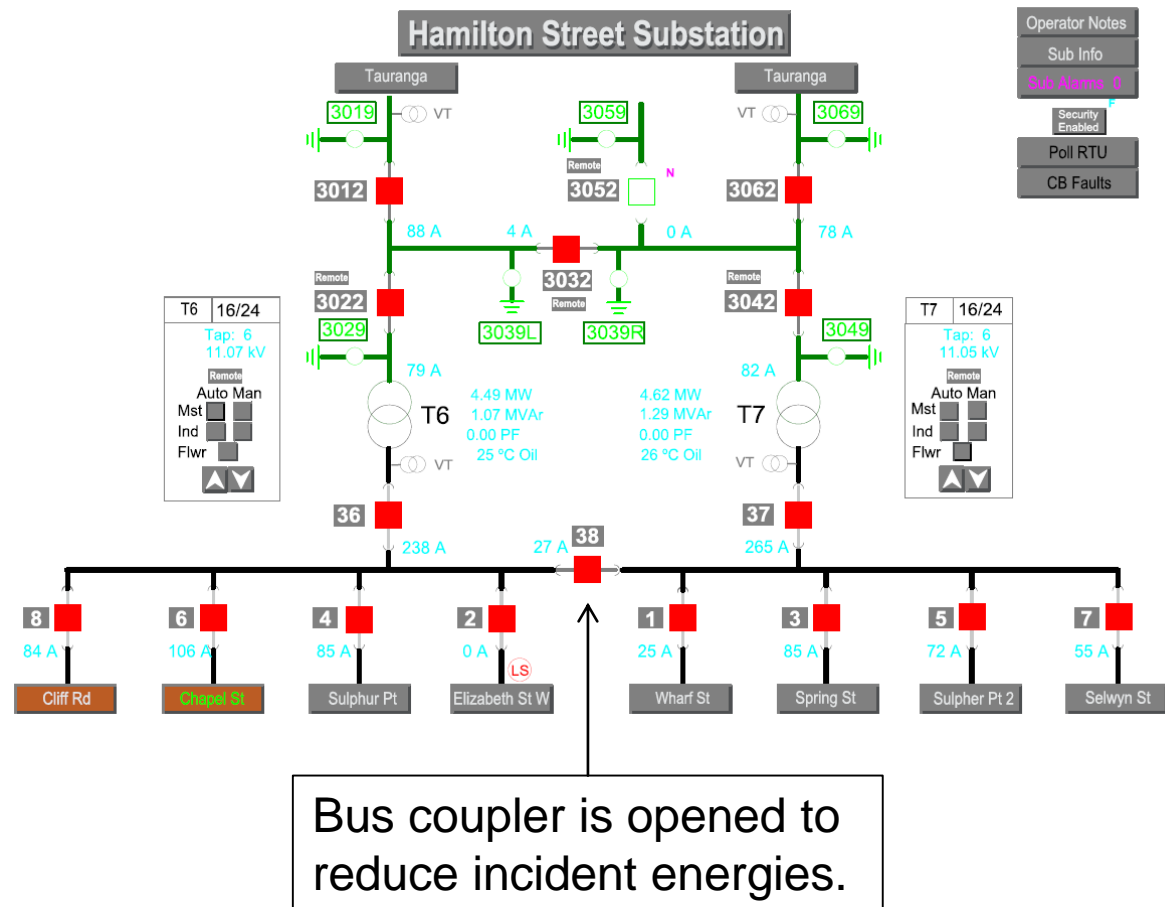 Hamilton Street Substation
Operator Notes
Sub Info
Sub Alarms 0
F
Security
Enabled
Poll RTU
CB Faults
Tauranga
Tauranga
3019
VT
3059
VT
3069
Remote
3012
3052
N
3062
88 A
4 A
0 A
78 A
Remote
3022
3032
Remote
Remote
3042
3029
3039L
3039R
3049
T6
16/24
Tap: 6
11.07 kV
Remote
Auto Man
Mst
Ind
Flwr
79 A
T6
4.49 MW
1.07 MVAr
0.00 PF
25 ºC Oil
82 A
T7
4.62 MW
1.29 MVAr
0.00 PF
26 ºC Oil
T7
16/24
Tap: 6
11.05 kV
Remote
Auto Man
Mst
Ind
Flwr
VT
VT
36
37
238 A
27 A
38
265 A
8
6
4
2
1
3
5
7
84 A
106 A
85 A
0 A
25 A
85 A
72 A
55 A
LS
Cliff Rd
Chapel St
Sulphur Pt
Elizabeth St W
Wharf St
Spring St
Sulpher Pt 2
Selwyn St
Bus coupler is opened to
reduce incident energies.